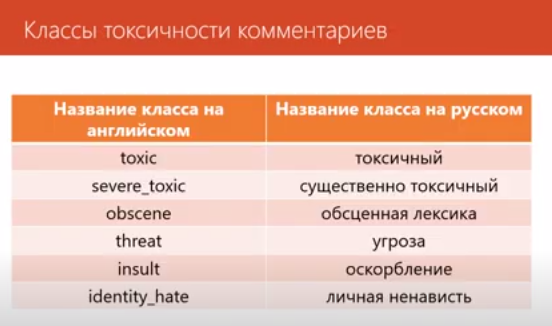 Классы токсичности комментариев
Название класса на английском
Название класса на русском
toxic токсичный
severe_toxic существенно токсичный
obscene обсценная лексика
threat угроза
insult оскорбление
identity_hate личная ненависть